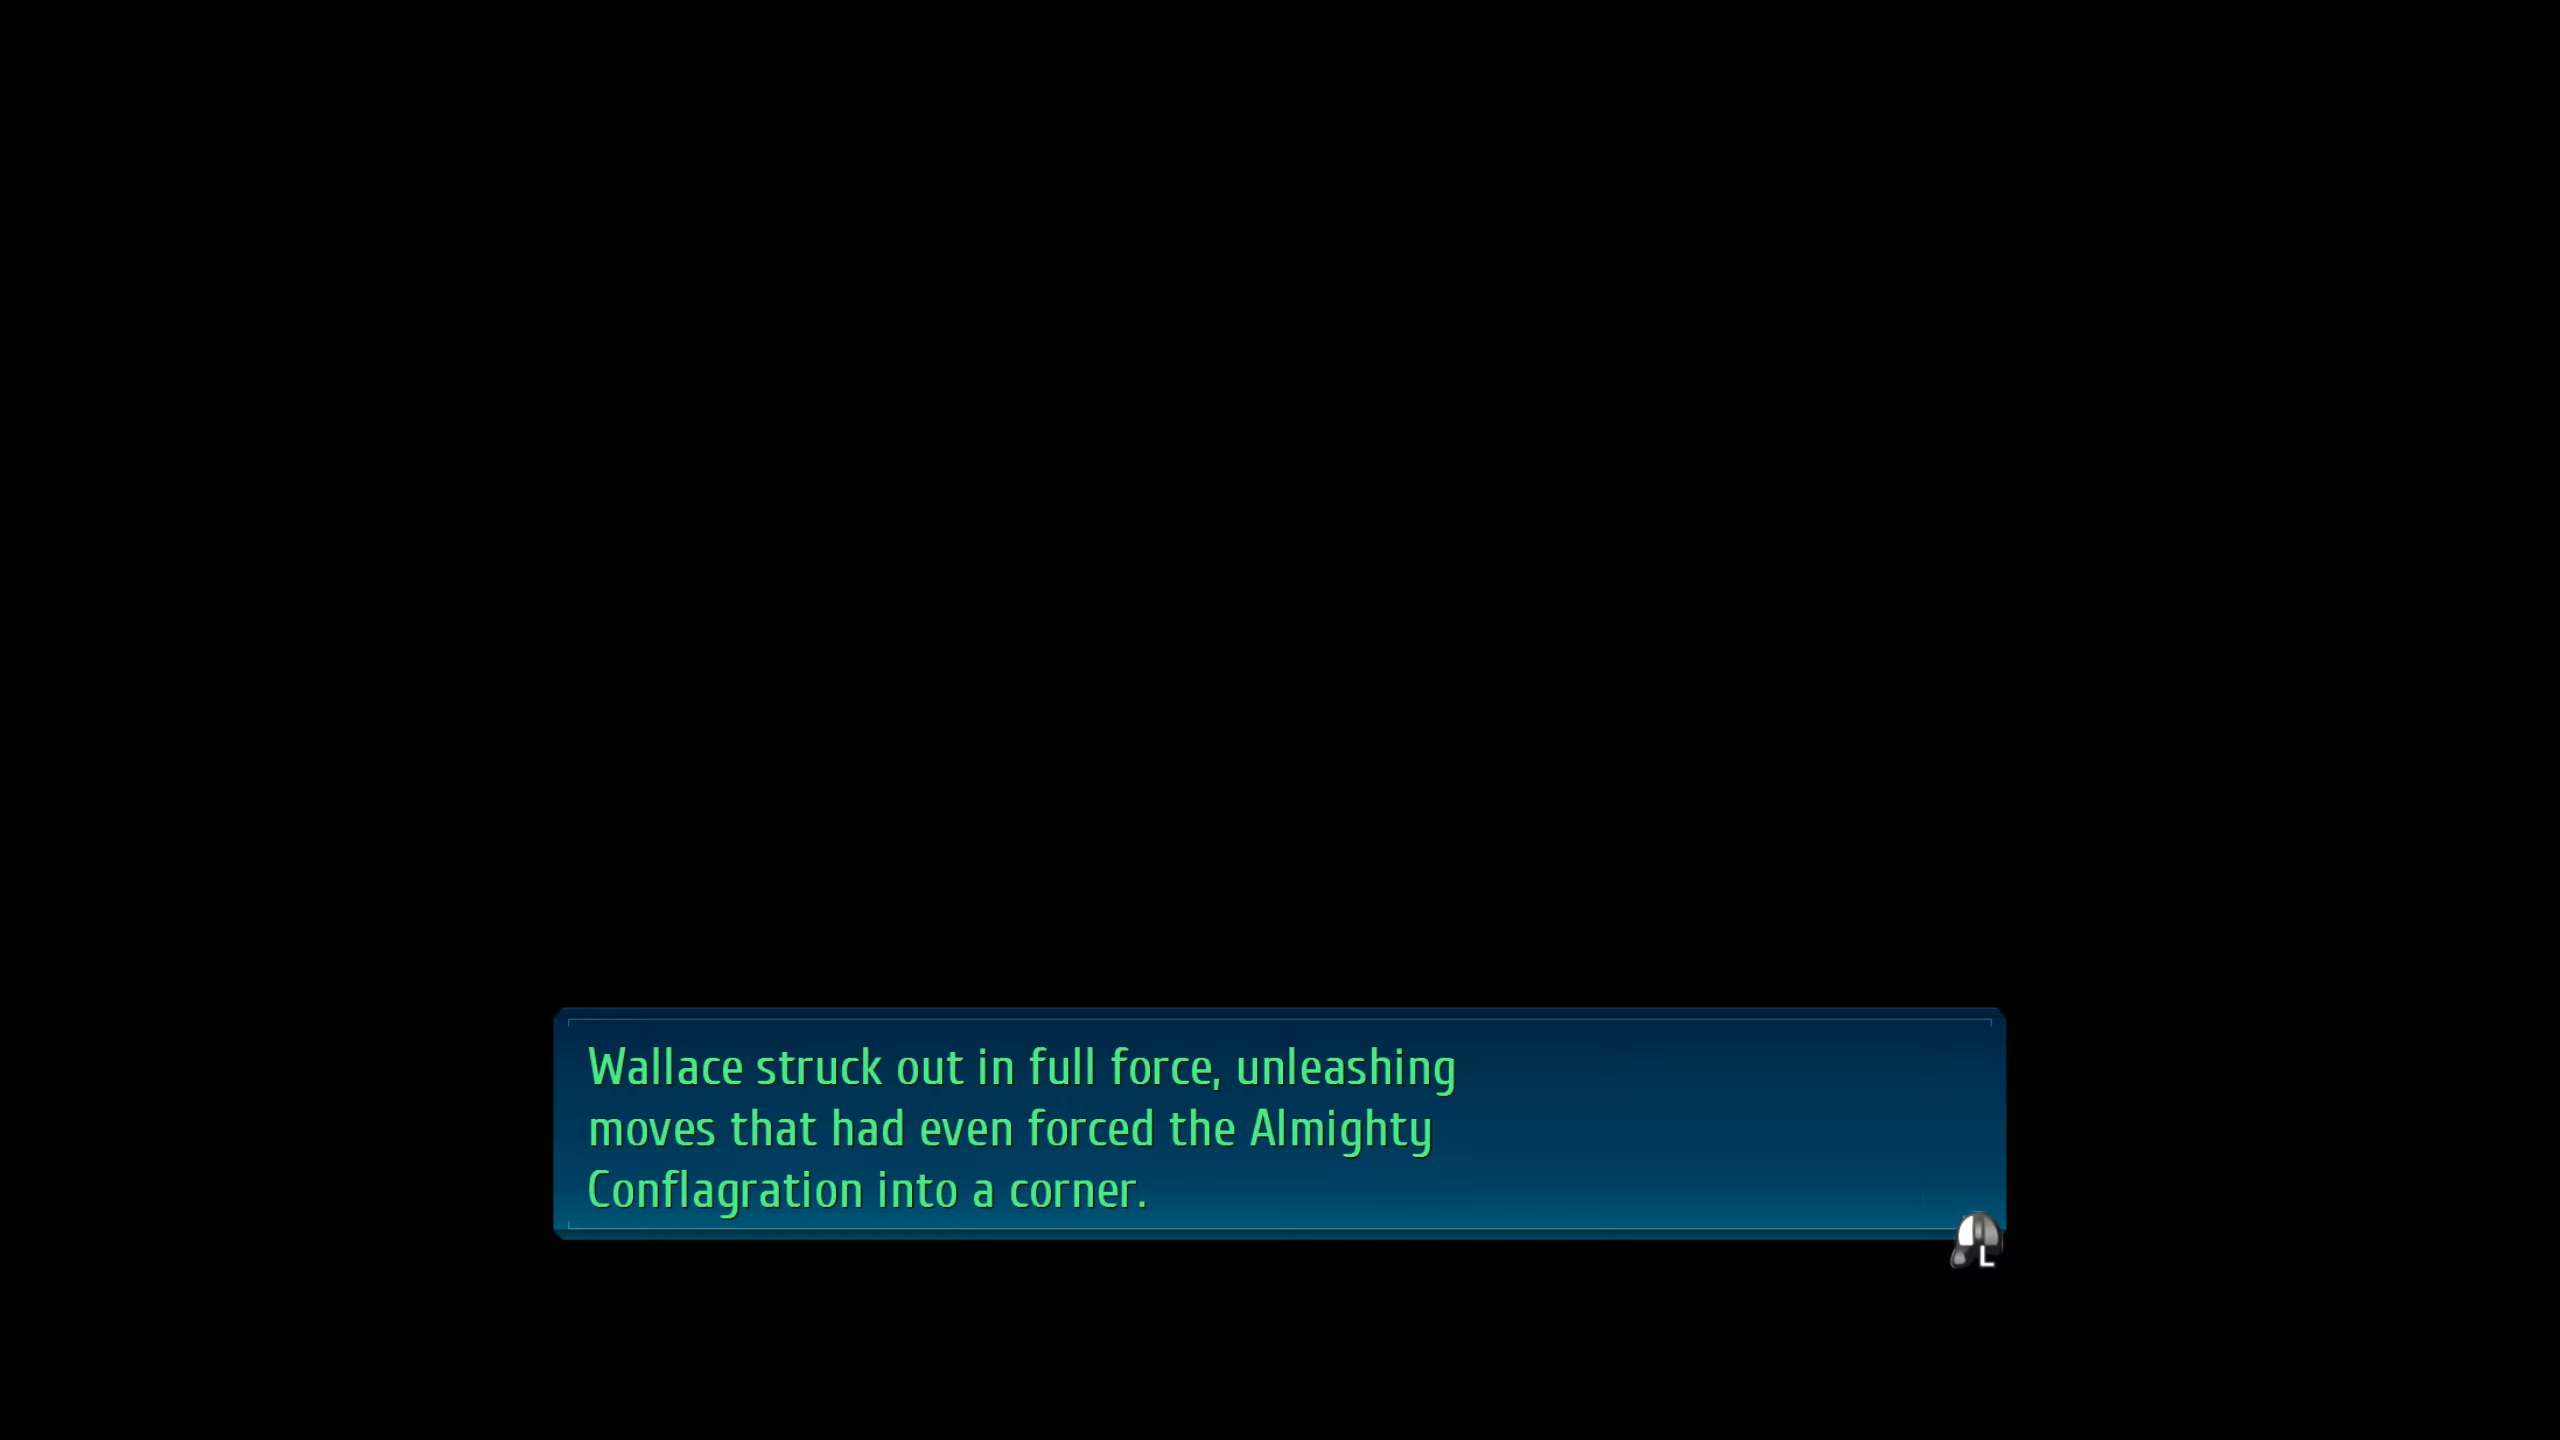 Wallace struck out in full force, unleashing
moves that had even forced the Almighty
Conflagration into a corner.
L